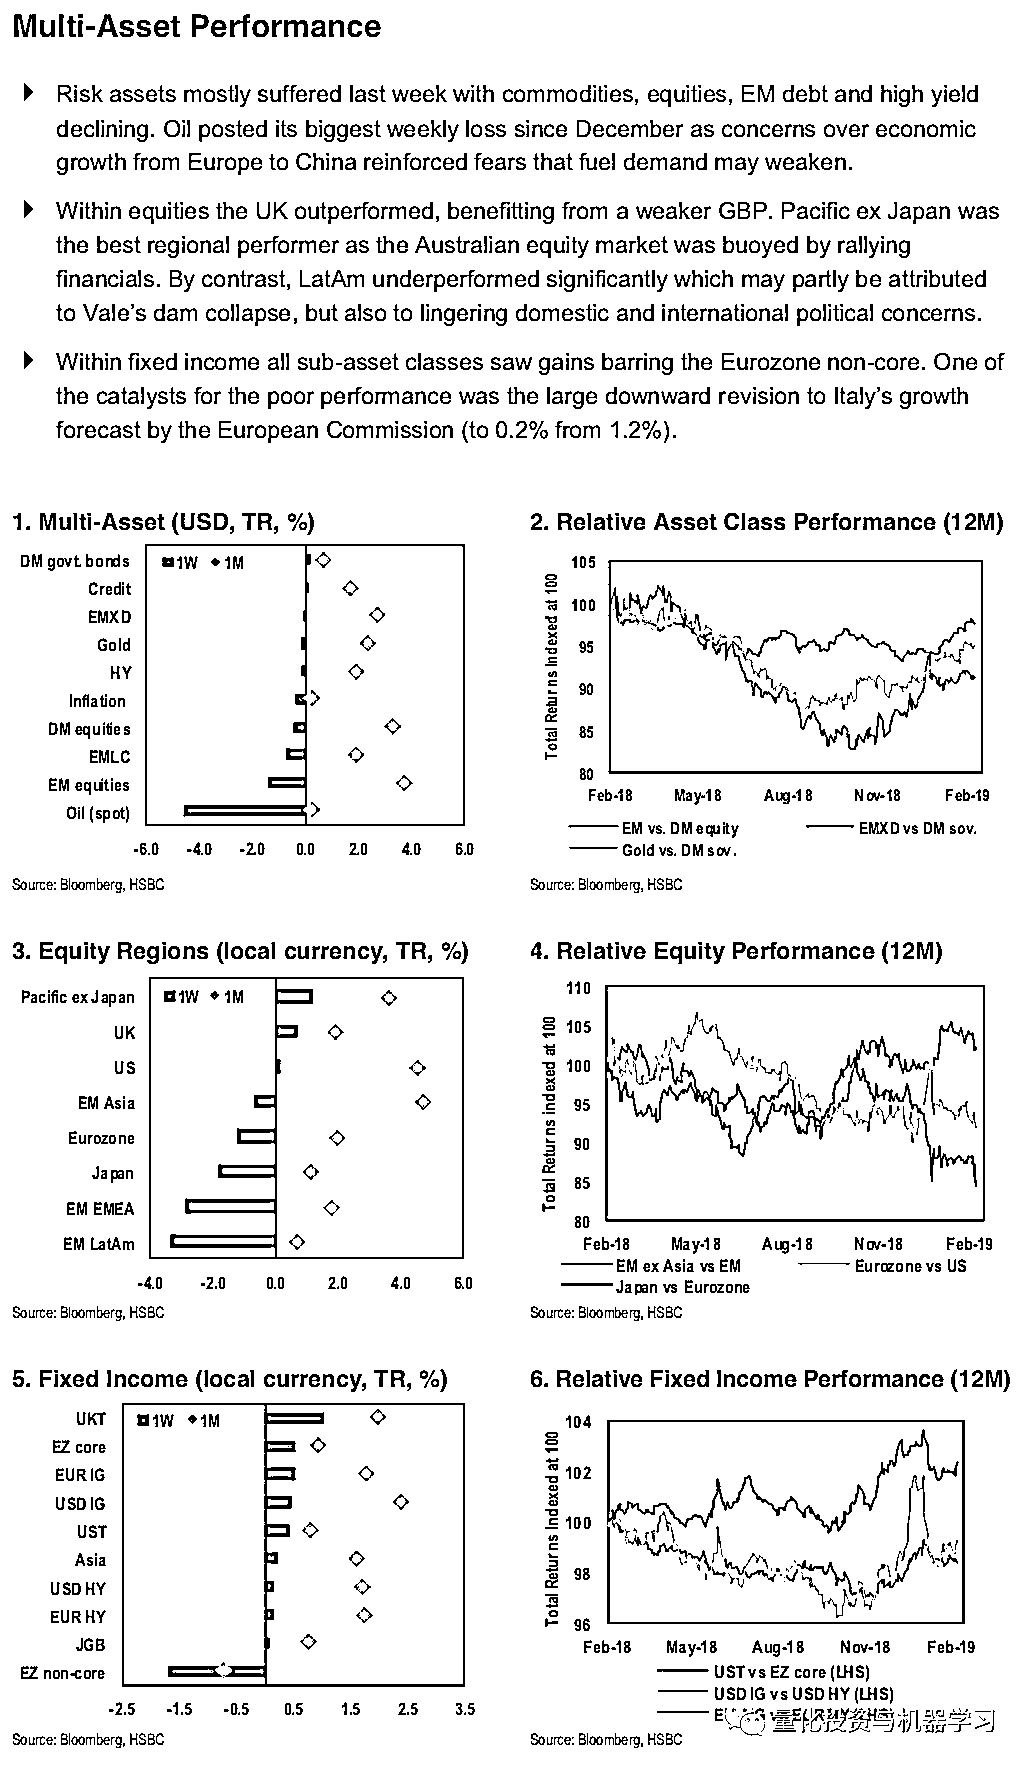 Multi-Asset Performance
Risk assets mostly suffered last week with commodities, equities, EM debt and high yield
declining. Oil posted its biggest weekly loss since December as concerns over economic
growth from Europe to China reinforced fears that fuel demand may weaken.
Within equities the UK outperformed, benefitting from a weaker GBP. Pacific ex Japan was
the best regional performer as the Australian equity market was buoyed by rallying
financials. By contrast, LatAm underperformed significantly which may partly be attributed
to Vale's dam collapse, but also to lingering domestic and international political concerns.
Within fixed income all sub-asset classes saw gains barring the Eurozone non-core. One of
the catalysts for the poor performance was the large downward revision to Italy's growth
forecast by the European Commission (to 0.2% from 1.2%).
1. Multi-Asset (USD, TR, %)
1W 1M
DM govt. bonds
Credit
EMXD
Gold
HY
Inflation
DM equities
EMLC
EM equities
Oil (spot)
-6.0 -4.0 -2.0 0.0 2.0 4.0 6.0
Source: Bloomberg, HSBC
2. Relative Asset Class Performance (12M)
Total Returns Indexed at 100
105
100
95
90
85
80
Feb-18 May-18 Aug-18 Nov-18 Feb-19
EM vs. DM equity EMXD vs DM sov.
Gold vs. DM sov.
Source: Bloomberg, HSBC
3. Equity Regions (local currency, TR, %)
1W 1M
Pacific ex Japan
UK
US
EM Asia
Eurozone
Japan
EM EMEA
EM LatAm
-4.0 -2.0 0.0 2.0 4.0 6.0
Source: Bloomberg, HSBC
4. Relative Equity Performance (12M)
Total Returns Indexed at 100
110
105
100
95
90
85
80
Feb-18 May-18 Aug-18 Nov-18 Feb-19
EM ex Asia vs EM Eurozone vs US
Japan vs Eurozone
Source: Bloomberg, HSBC
5. Fixed Income (local currency, TR, %)
1W 1M
UKT
EZ core
EUR IG
USD IG
UST
Asia
USD HY
EUR HY
JGB
EZ non-core
-2.5 -1.5 -0.5 0.5 1.5 2.5 3.5
Source: Bloomberg, HSBC
6. Relative Fixed Income Performance (12M)
Total Returns Indexed at 100
104
102
100
98
96
Feb-18 May-18 Aug-18 Nov-18 Feb-19
UST vs EZ core (LHS)
USD IG vs USD HY (LHS)
量化投资与机器学习
Source: Bloomberg, HSBC